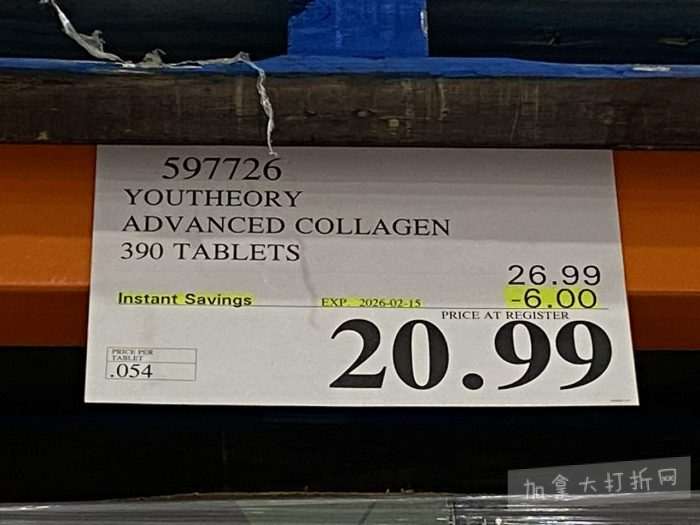 597726
YOUTHEORY
ADVANCED COLLAGEN
390 TABLETS
26.99
Instant Savings EXP 2026-02-15 -6.00
PRICE AT REGISTER
20.99
PRICE PER
TABLET
.054
加拿大打折网